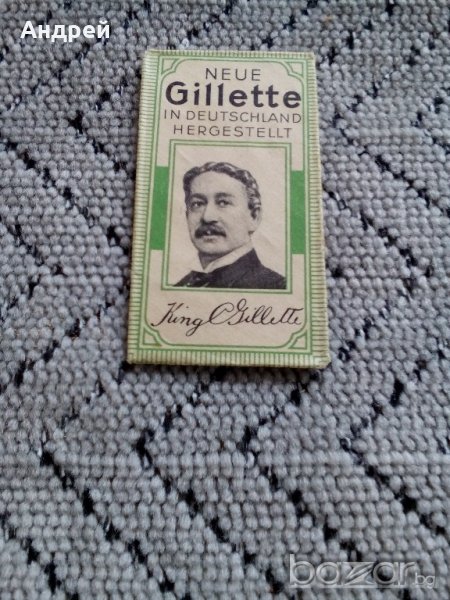 Андрей
NEUE
Gillette
IN DEUTSCHLAND
HERGESTELLT
King C Gillette
bazar.bg